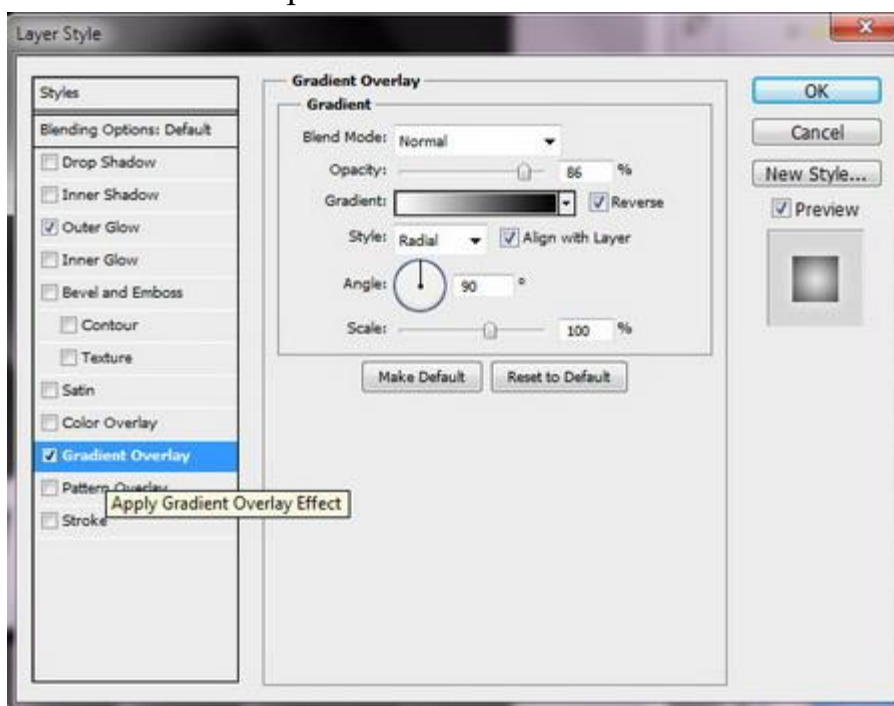 Layer Style
Styles
Blending Options: Default
Drop Shadow
Inner Shadow
Outer Glow
Inner Glow
Bevel and Emboss
Contour
Texture
Satin
Color Overlay
Gradient Overlay
Pattern Overlay
Apply Gradient Overlay Effect
Stroke
Gradient Overlay
Gradient
Blend Mode: Normal
Opacity: 86 %
Gradient: Reverse
Style: Radial Align with Layer
Angle: 90 °
Scale: 100 %
Make Default Reset to Default
OK
Cancel
New Style...
Preview